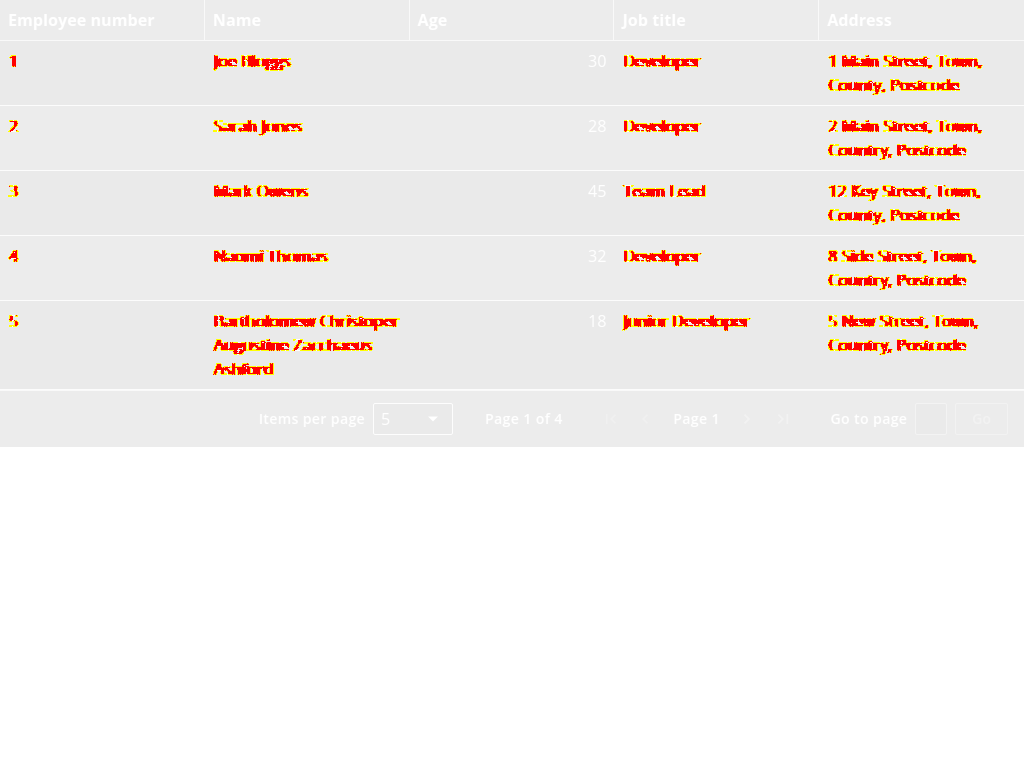 Employee number Name Age Job title Address
1 Joe Bloggs 30 Developer 1 Main Street, Town,
County, Postcode
2 Sarah Jones 28 Developer 2 Main Street, Town,
Country, Postcode
3 Mark Owens 45 Team Lead 12 Key Street, Town,
County, Postcode
4 Naomi Thomas 32 Developer 8 Side Street, Town,
Country, Postcode
5 Bartholomew Christoper 18 Junior Developer 5 New Street, Town,
Augustine Zacchaeus Country, Postcode
Ashford
Items per page 5 Page 1 of 4 Page 1 Go to page Go